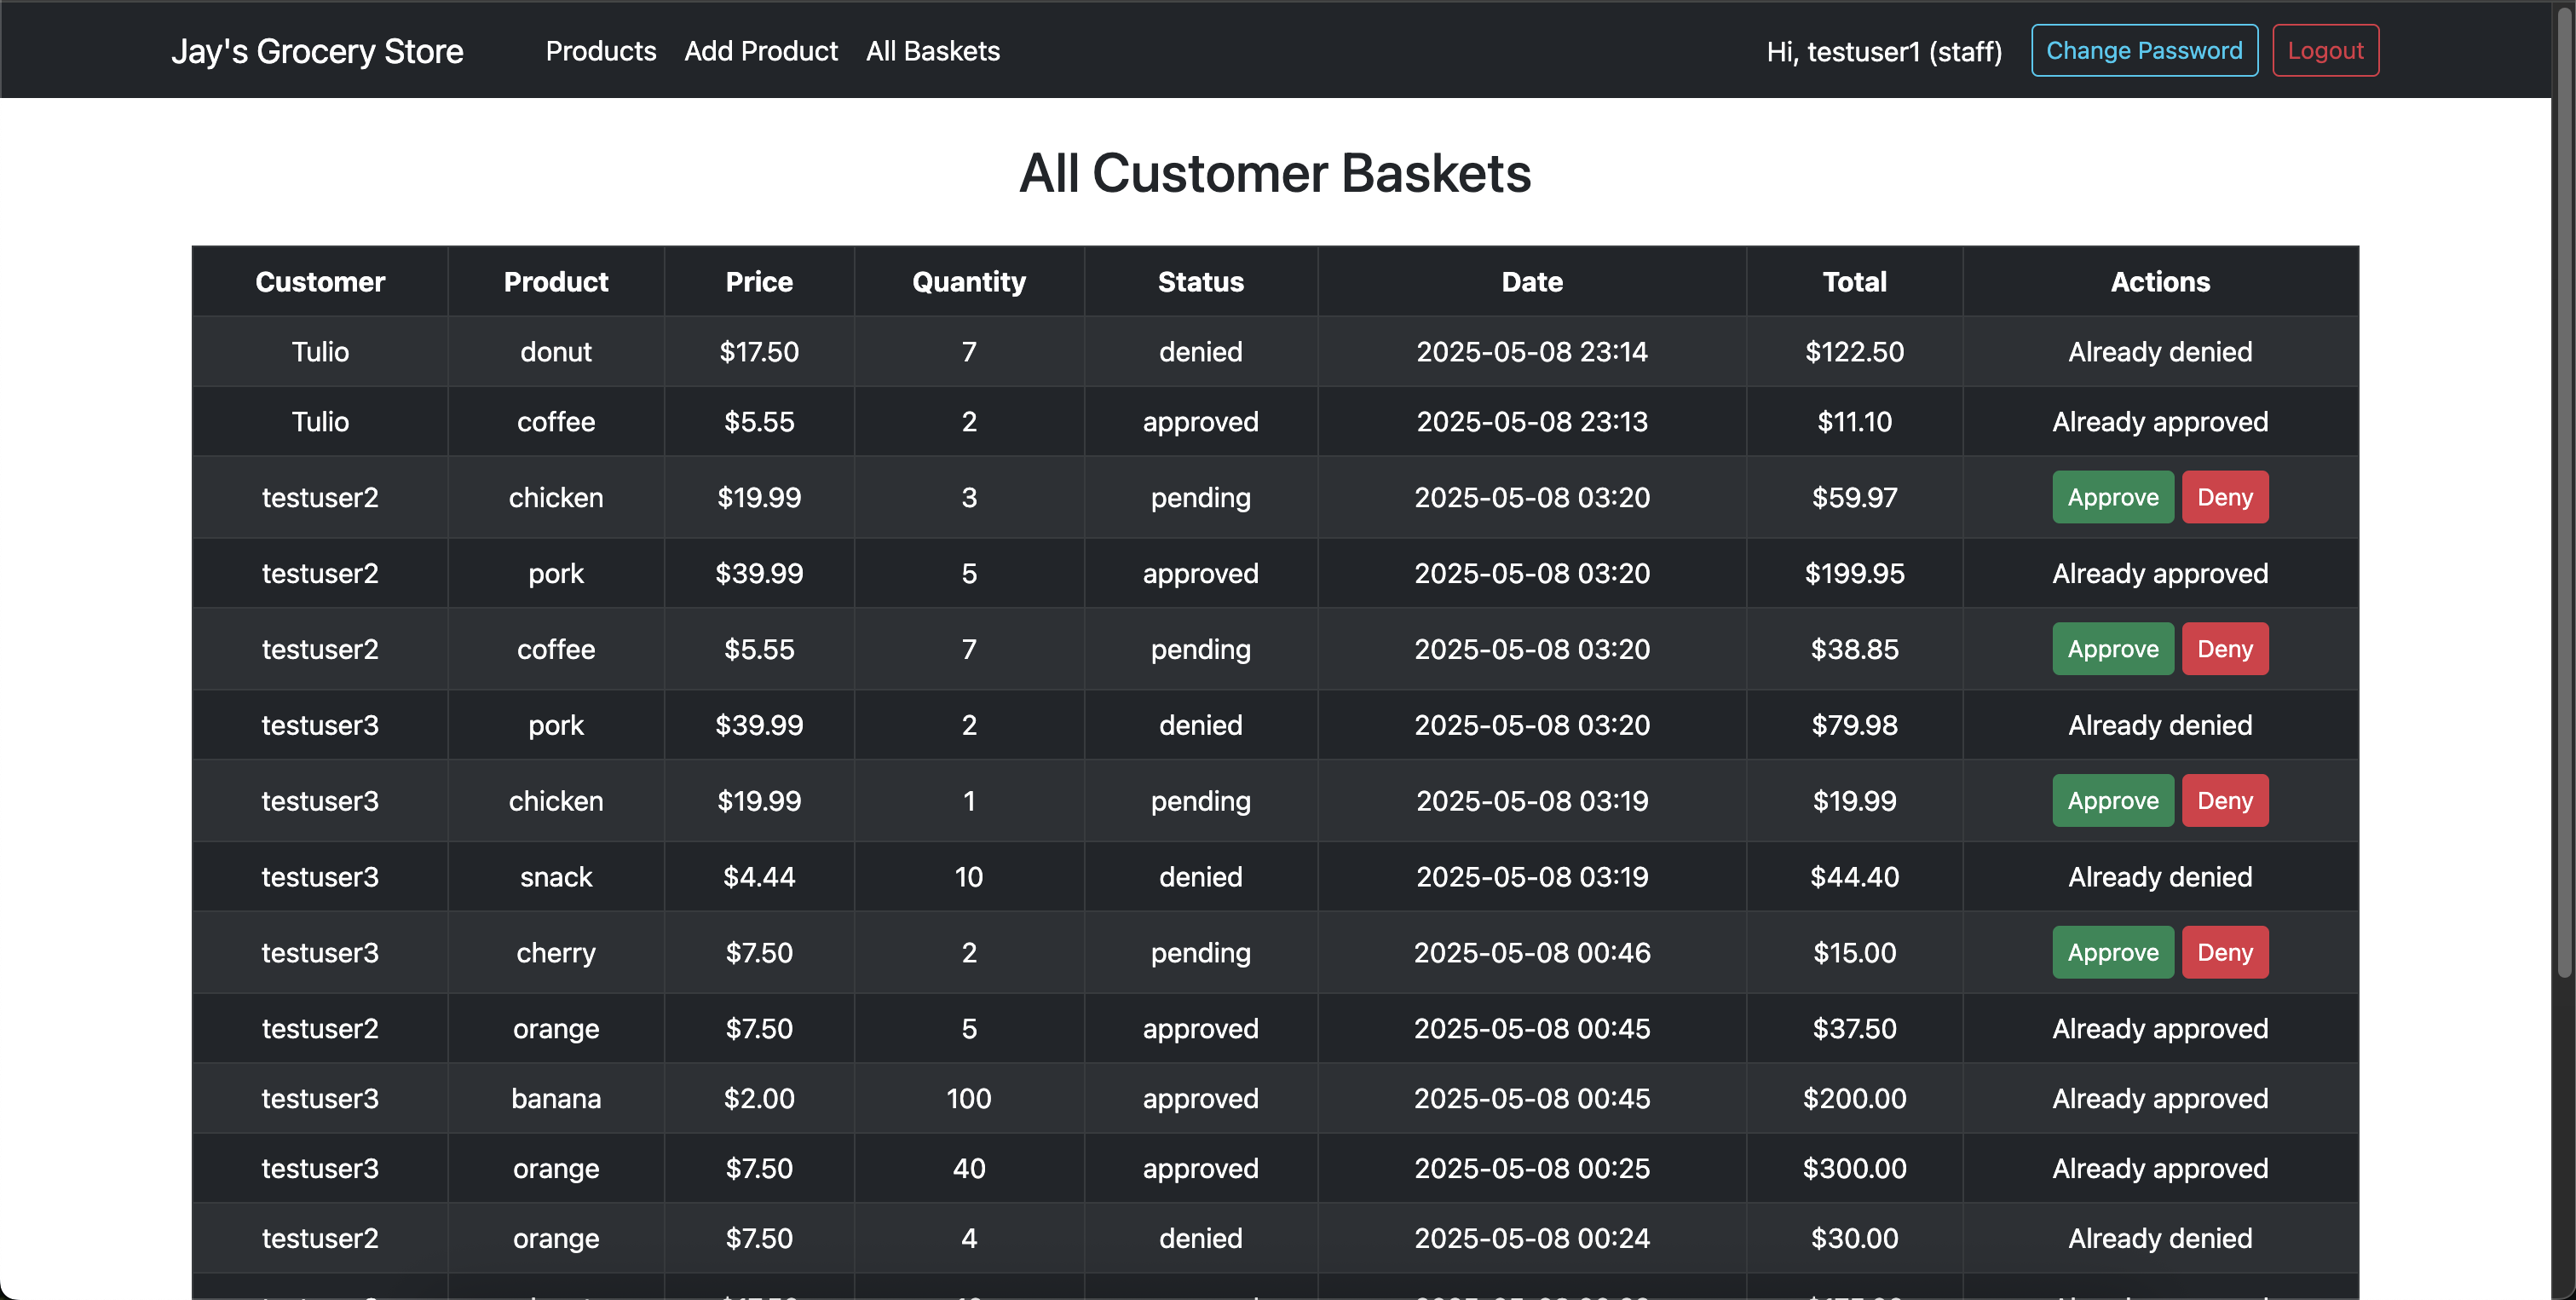 Jay's Grocery Store Products Add Product All Baskets Hi, testuser1 (staff) Change Password Logout
All Customer Baskets
Customer Product Price Quantity Status Date Total Actions
Tulio donut $17.50 7 denied 2025-05-08 23:14 $122.50 Already denied
Tulio coffee $5.55 2 approved 2025-05-08 23:13 $11.10 Already approved
testuser2 chicken $19.99 3 pending 2025-05-08 03:20 $59.97 Approve Deny
testuser2 pork $39.99 5 approved 2025-05-08 03:20 $199.95 Already approved
testuser2 coffee $5.55 7 pending 2025-05-08 03:20 $38.85 Approve Deny
testuser3 pork $39.99 2 denied 2025-05-08 03:20 $79.98 Already denied
testuser3 chicken $19.99 1 pending 2025-05-08 03:19 $19.99 Approve Deny
testuser3 snack $4.44 10 denied 2025-05-08 03:19 $44.40 Already denied
testuser3 cherry $7.50 2 pending 2025-05-08 00:46 $15.00 Approve Deny
testuser2 orange $7.50 5 approved 2025-05-08 00:45 $37.50 Already approved
testuser3 banana $2.00 100 approved 2025-05-08 00:45 $200.00 Already approved
testuser3 orange $7.50 40 approved 2025-05-08 00:25 $300.00 Already approved
testuser2 orange $7.50 4 denied 2025-05-08 00:24 $30.00 Already denied